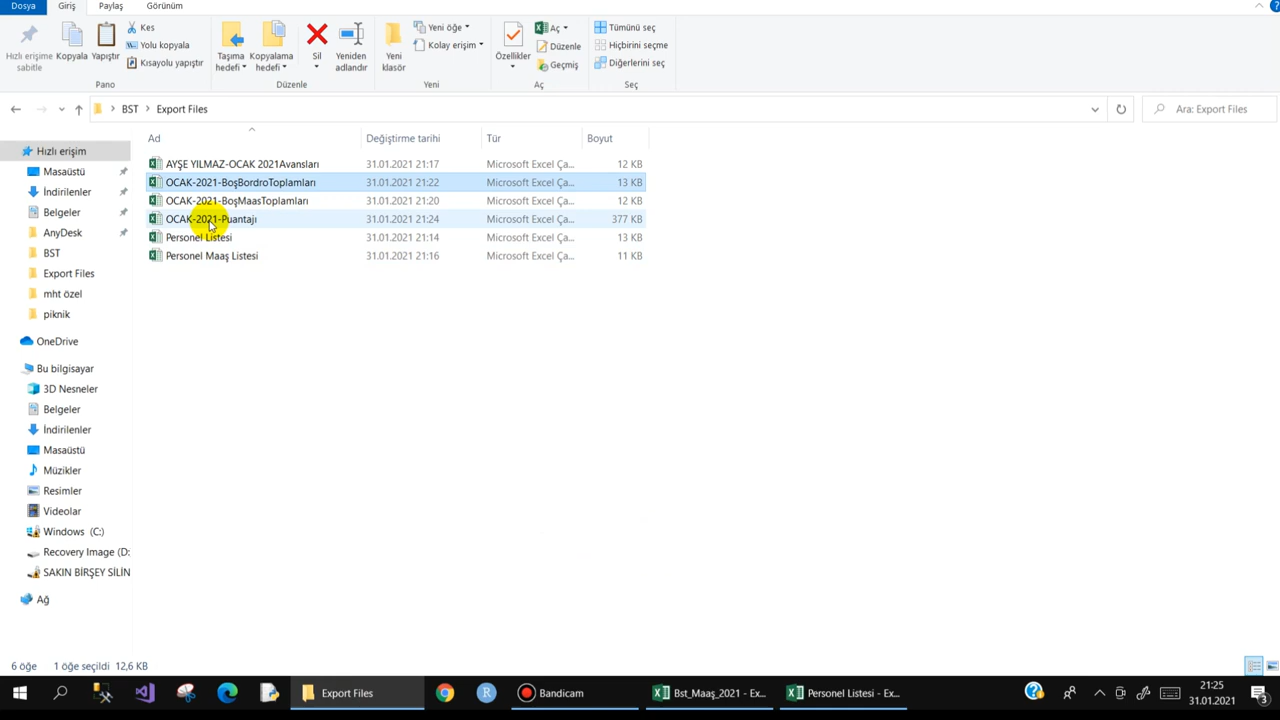 Dosya Giriş Paylaş Görünüm
Hızlı erişime sabitle
Kopyala
Yapıştır
Kes
Yolu kopyala
Kısayolu yapıştır
Pano
Taşıma hedefi
Kopyalama hedefi
Sil
Yeniden adlandır
Düzenle
Yeni klasör
Yeni öğe
Kolay erişim
Yeni
Özellikler
Aç
Düzenle
Geçmiş
Aç
Tümünü seç
Hiçbirini seçme
Diğerlerini seç
Seç
BST > Export Files
Ara: Export Files
Ad Değiştirme tarihi Tür Boyut
AYŞE YILMAZ-OCAK 2021Avansları 31.01.2021 21:17 Microsoft Excel Ça... 12 KB
OCAK-2021-BoşBordroToplamları 31.01.2021 21:22 Microsoft Excel Ça... 13 KB
OCAK-2021-BoşMaasToplamları 31.01.2021 21:20 Microsoft Excel Ça... 12 KB
OCAK-2021-Puantajı 31.01.2021 21:24 Microsoft Excel Ça... 377 KB
Personel Listesi 31.01.2021 21:14 Microsoft Excel Ça... 13 KB
Personel Maaş Listesi 31.01.2021 21:16 Microsoft Excel Ça... 11 KB
Hızlı erişim
Masaüstü
İndirilenler
Belgeler
AnyDesk
BST
Export Files
mht özel
piknik
OneDrive
Bu bilgisayar
3D Nesneler
Belgeler
İndirilenler
Masaüstü
Müzikler
Resimler
Videolar
Windows (C:)
Recovery Image (D:
SAKIN BİRŞEY SİLİN
Ağ
6 öğe 1 öğe seçildi 12,6 KB
Export Files
Bandicam
Bst_Maaş_2021 - Ex...
Personel Listesi - Ex...
21:25
31.01.2021
3